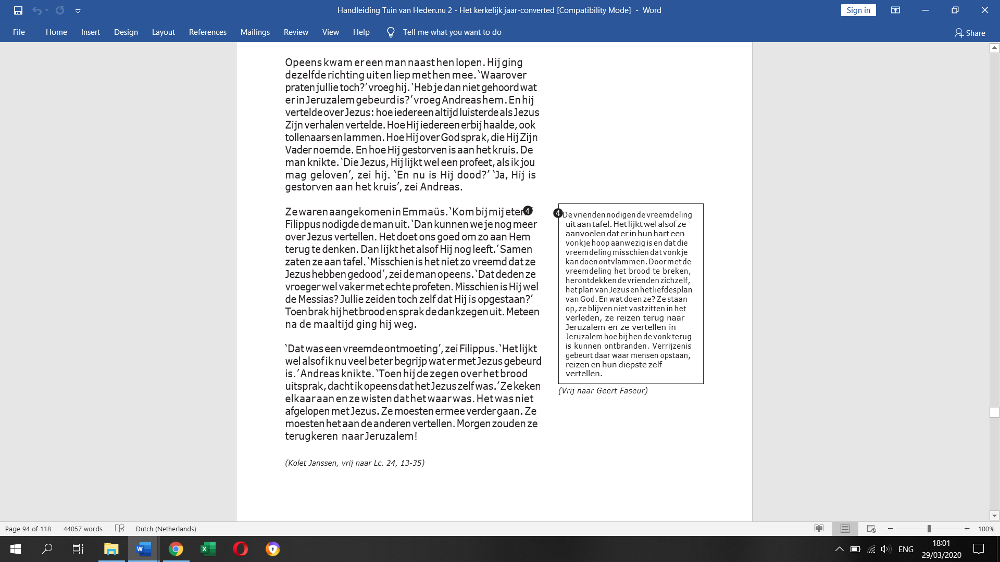 Handleiding Tuin van Heden.nu 2 - Het kerkelijk jaar-converted [Compatibility Mode] - Word
Sign in
File Home Insert Design Layout References Mailings Review View Help Tell me what you want to do
Share
Opeens kwam er een man naast hen lopen. Hij ging
dezelfde richting uit en liep met hen mee. ‘Waarover
praten jullie toch?’ vroeg hij. ‘Heb je dan niet gehoord wat
er in Jeruzalem gebeurd is?’ vroeg Andreas hem. En hij
vertelde over Jezus: hoe iedereen altijd luisterde als Jezus
Zijn verhalen vertelde. Hoe Hij iedereen erbij haalde, ook
tollenaars en lammen. Hoe Hij over God sprak, die Hij Zijn
Vader noemde. En hoe Hij gestorven is aan het kruis. De
man knikte. ‘Die Jezus, Hij lijkt wel een profeet, als ik jou
mag geloven’, zei hij. ‘En nu is Hij dood?’ ‘Ja, Hij is
gestorven aan het kruis’, zei Andreas.
Ze waren aangekomen in Emmaüs. ‘Kom bij mij eten.’ 4
Filippus nodigde de man uit. ‘Dan kunnen we je nog meer
over Jezus vertellen. Het doet ons goed om zo aan Hem
terug te denken. Dan lijkt het alsof Hij nog leeft.’ Samen
zaten ze aan tafel. ‘Misschien is het niet zo vreemd dat ze
Jezus hebben gedood’, zei de man opeens. ‘Dat deden ze
vroeger wel vaker met echte profeten. Misschien is Hij wel
de Messias? Jullie zeiden toch zelf dat Hij is opgestaan?’
Toen brak hij het brood en sprak de dankzegen uit. Meteen
na de maaltijd ging hij weg.
‘Dat was een vreemde ontmoeting’, zei Filippus. ‘Het lijkt
wel alsof ik nu veel beter begrijp wat er met Jezus gebeurd
is.’ Andreas knikte. ‘Toen hij de zegen over het brood
uitsprak, dacht ik opeens dat het Jezus zelf was.’ Ze keken
elkaar aan en ze wisten dat het waar was. Het was niet
afgelopen met Jezus. Ze moesten ermee verder gaan. Ze
moesten het aan de anderen vertellen. Morgen zouden ze
terugkeren naar Jeruzalem!
(Kolet Janssen, vrij naar Lc. 24, 13-35)
4 De vrienden nodigen de vreemdeling
uit aan tafel. Het lijkt wel alsof ze
aanvoelen dat er in hun hart een
vonkje hoop aanwezig is en dat die
vreemdeling misschien dat vonkje
kan doen ontvlammen. Door met de
vreemdeling het brood te breken,
herontdekken de vrienden zichzelf,
het plan van Jezus en het liefdesplan
van God. En wat doen ze? Ze staan
op, ze blijven niet vastzitten in het
verleden, ze reizen terug naar
Jeruzalem en ze vertellen in
Jeruzalem hoe bij hen de vonk terug
is kunnen ontbranden. Verrijzenis
gebeurt daar waar mensen opstaan,
reizen en hun diepste zelf
vertellen.
(Vrij naar Geert Faseur)
Page 94 of 118 44057 words Dutch (Netherlands)
100%
ENG
18:01
29/03/2020